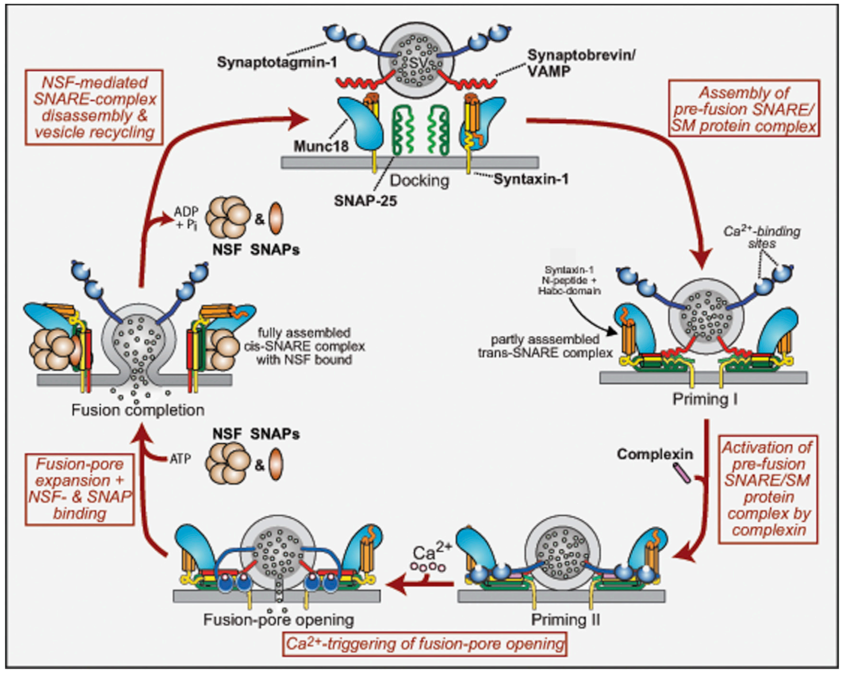 Synaptotagmin-1
SV
Synaptobrevin/
VAMP
NSF-mediated
SNARE-complex
disassembly &
vesicle recycling
Assembly of
pre-fusion SNARE/
SM protein complex
Munc18
SNAP-25
Docking
Syntaxin-1
ADP
+ Pi
&
NSF SNAPs
Ca2+-binding
sites
Syntaxin-1
N-peptide +
Habc-domain
partly asssembled
trans-SNARE complex
Priming I
fully assembled
cis-SNARE complex
with NSF bound
Fusion completion
NSF SNAPs
&
ATP
Fusion-pore
expansion +
NSF- & SNAP
binding
Complexin
Activation of
pre-fusion
SNARE/SM
protein
complex by
complexin
Ca2+
Fusion-pore opening
Priming II
Ca2+-triggering of fusion-pore opening